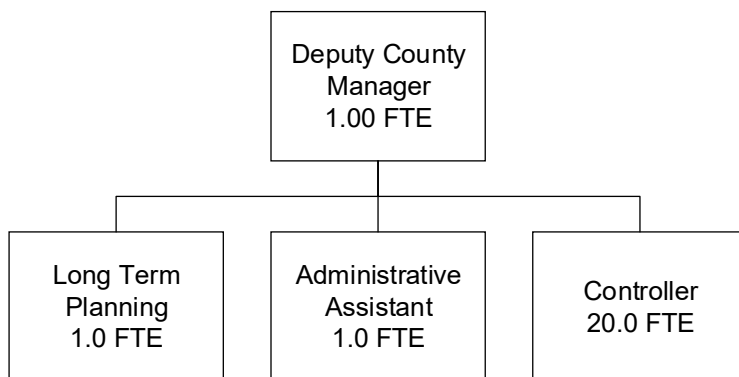 Deputy County
Manager
1.00 FTE
Long Term
Planning
1.0 FTE
Administrative
Assistant
1.0 FTE
Controller
20.0 FTE